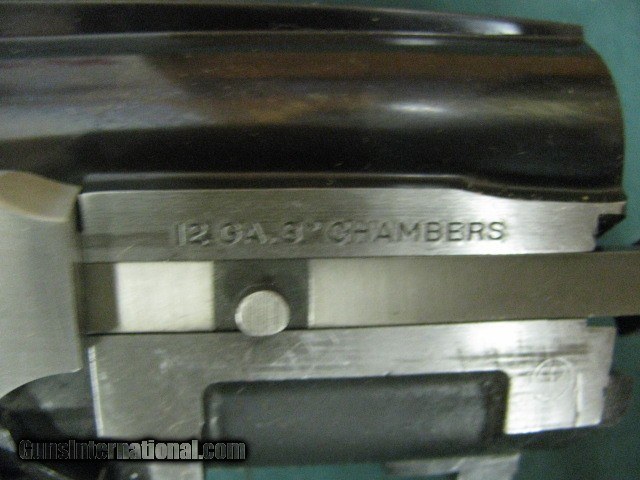 12 GA. 3" CHAMBERS
GunsInternational.com